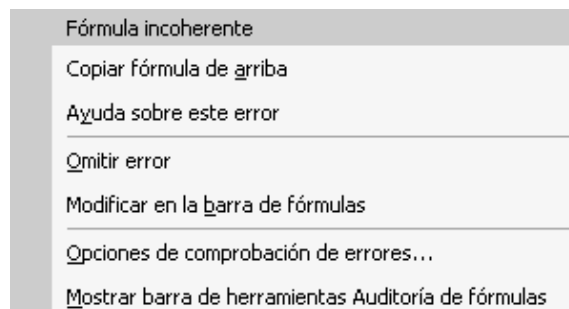 Fórmula incoherente
Copiar fórmula de arriba
Ayuda sobre este error
Omitir error
Modificar en la barra de fórmulas
Opciones de comprobación de errores...
Mostrar barra de herramientas Auditoría de fórmulas